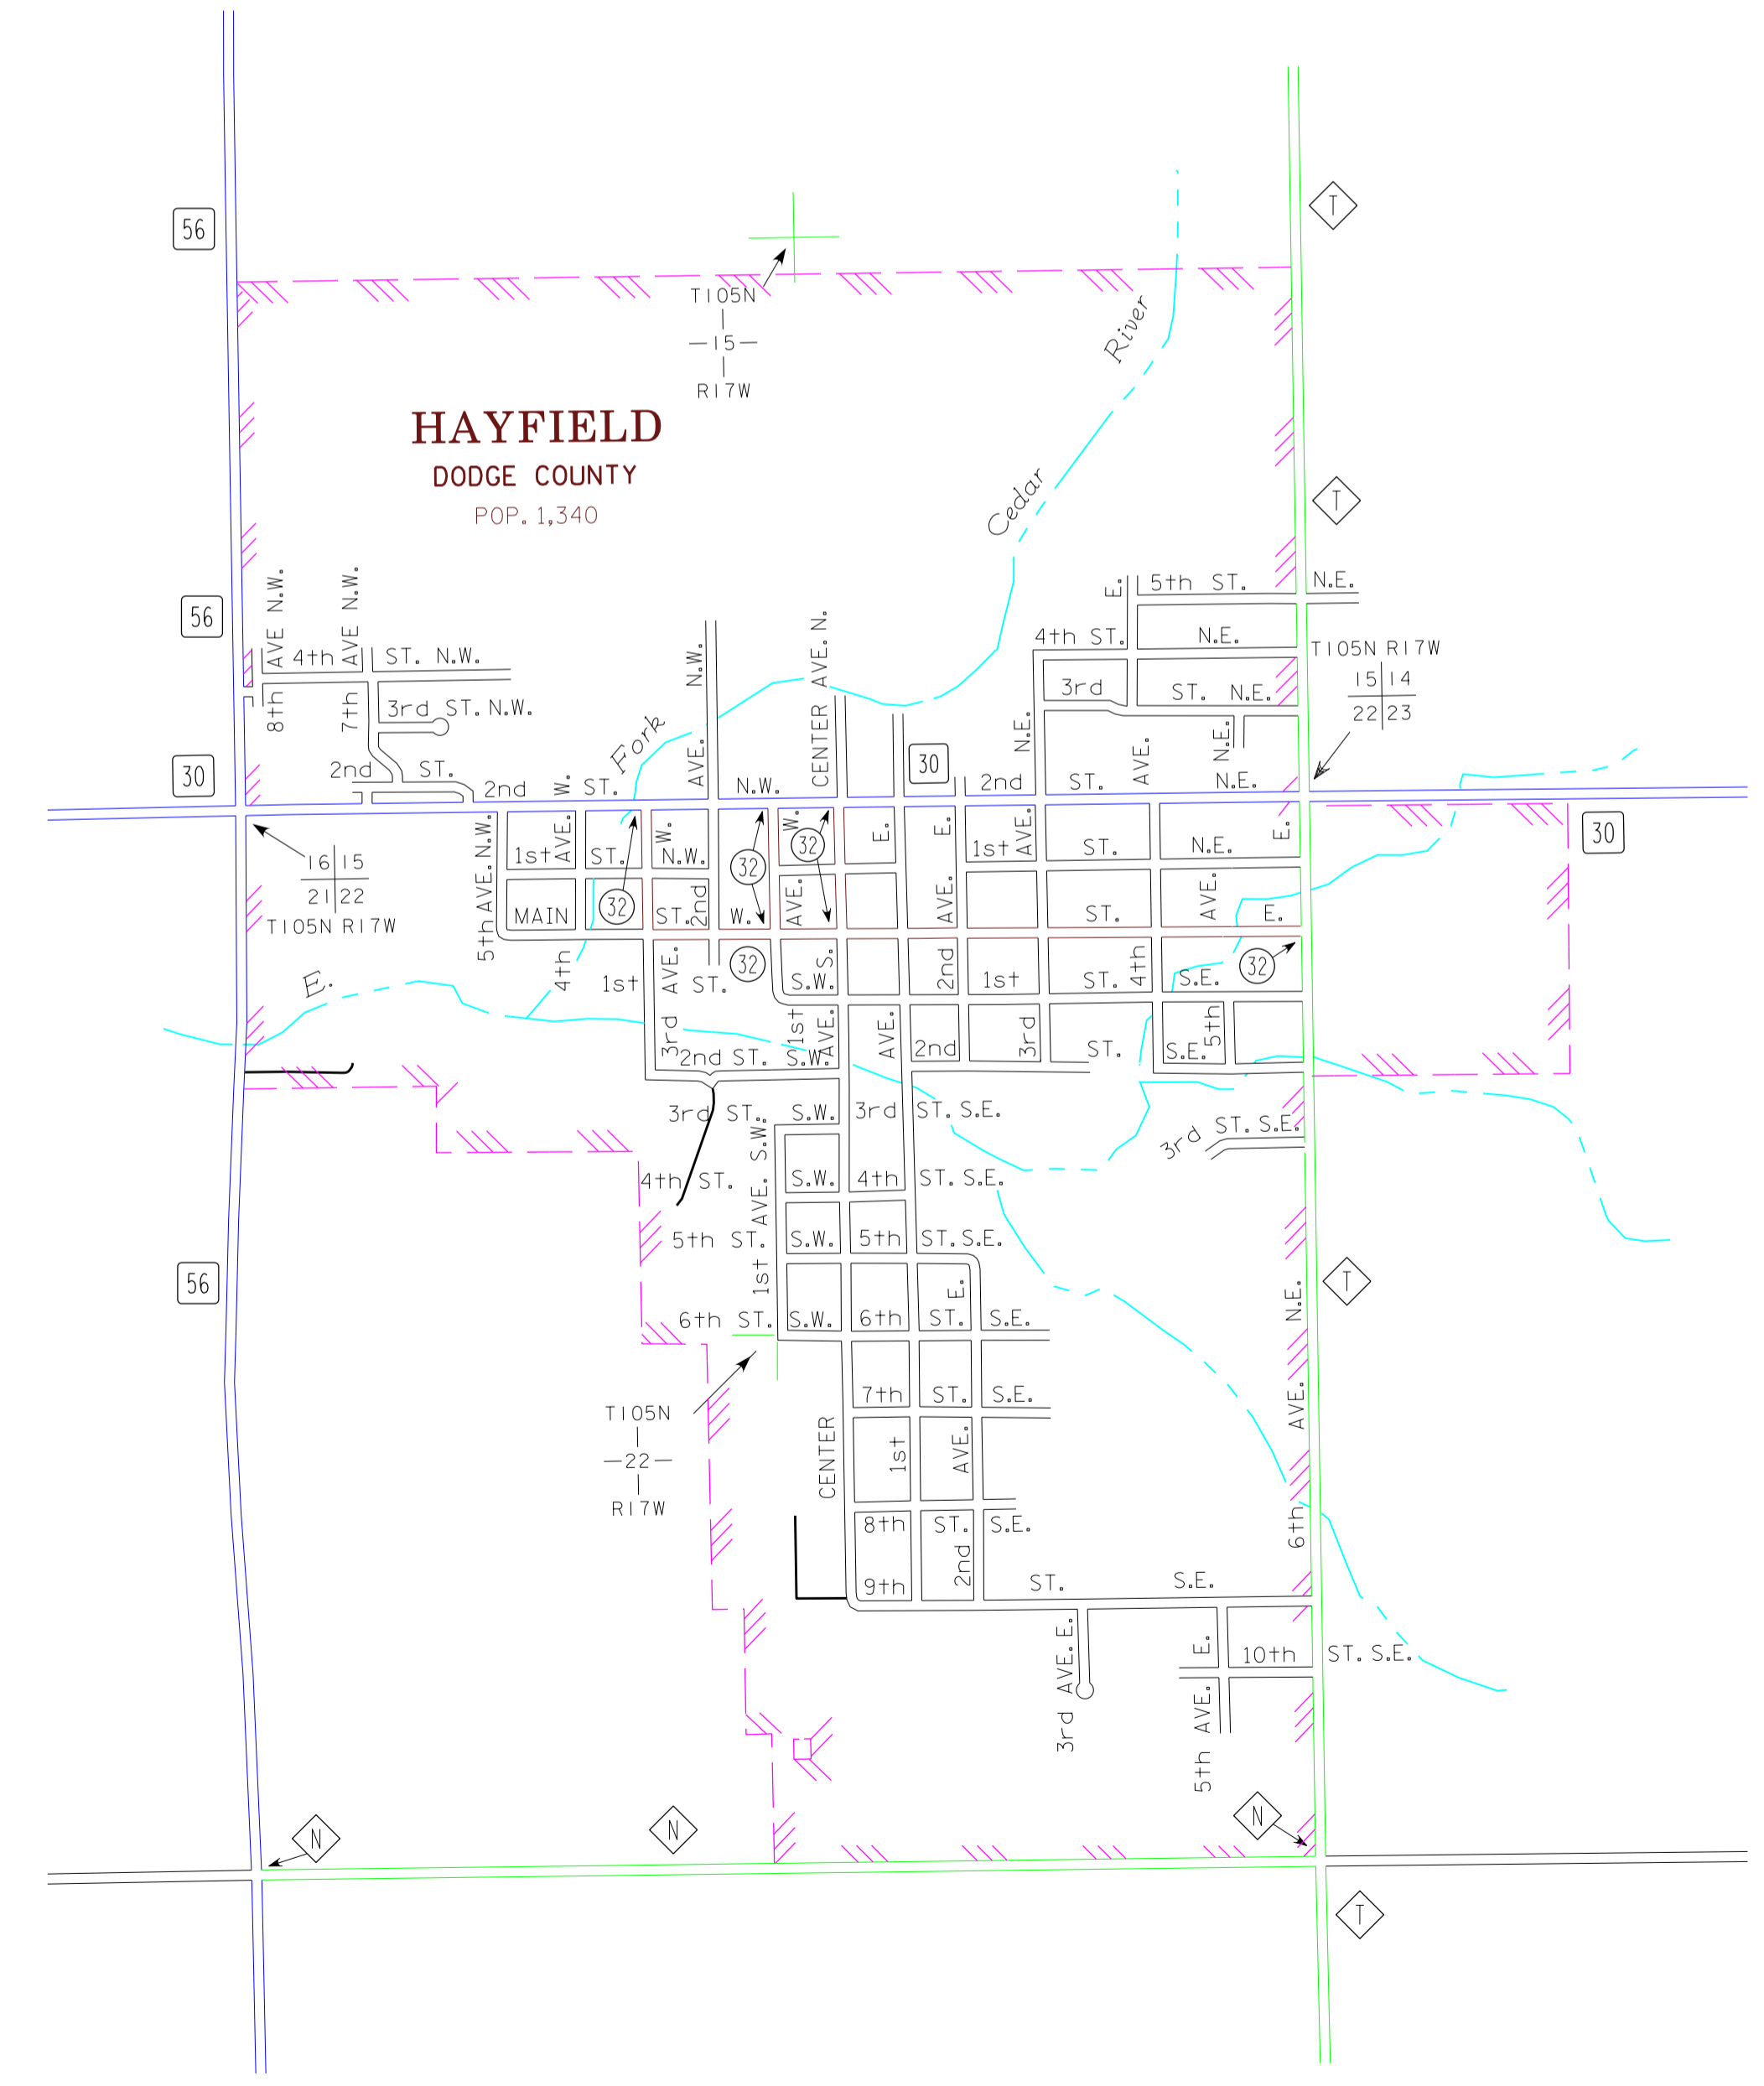 56
T
T105N
15
R17W
River
HAYFIELD
DODGE COUNTY
POP. 1,340
Cedar
T
56
8th AVE N.W.
7th AVE N.W.
4th ST. N.W.
3rd ST. N.W.
N.W.
CENTER AVE. N.
E.
5th ST. N.E.
4th ST. N.E.
T105N R17W
15 14
22 23
3rd ST. N.E.
N.E.
AVE.
N.E.
Fork
30
30
2nd ST.
2nd ST. N.W.
W.
AVE.
2nd ST. N.E.
30
16 15
21 22
T105N R17W
5th AVE. N.W.
1st ST. N.W.
AVE.
W.
W.
32
32
32
E.
E.
1st ST. N.E.
AVE.
E.
MAIN ST. W.
2nd
AVE.
AVE.
ST. E.
AVE.
32
32
E.
4th
1st ST. S.W.
3rd AVE.
S.
2nd
1st ST. S.E.
4th
3rd
2nd ST. S.W.
1st
AVE.
AVE.
2nd ST. S.E.
3rd
5th
3rd ST. S.W.
3rd ST. S.E.
3rd ST. S.E.
4th ST. S.W.
4th ST. S.E.
1st AVE. S.W.
5th ST. S.W.
5th ST. S.E.
56
T
6th ST. S.W.
6th ST. S.E.
E.
N.E.
7th ST. S.E.
T105N
22
R17W
CENTER
1st
AVE.
AVE.
8th ST. S.E.
2nd
6th
9th ST. S.E.
3rd AVE. E.
5th AVE. E.
10th ST. S.E.
N
N
N
T